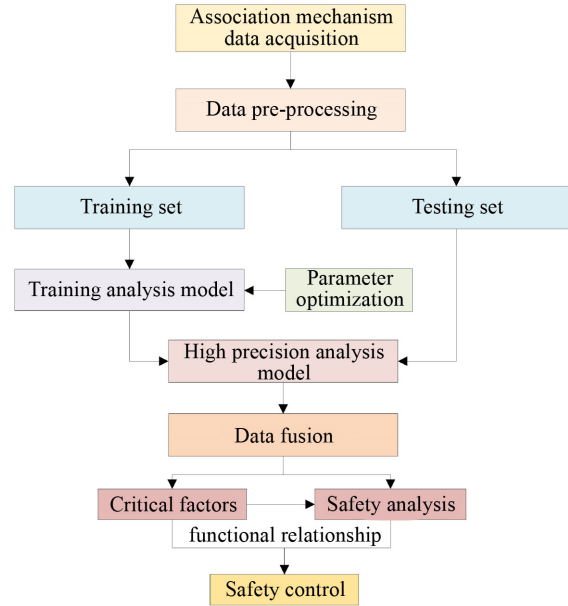 Association mechanism
data acquisition
Data pre-processing
Training set
Testing set
Training analysis model
Parameter
optimization
High precision analysis
model
Data fusion
Critical factors
Safety analysis
functional relationship
Safety control